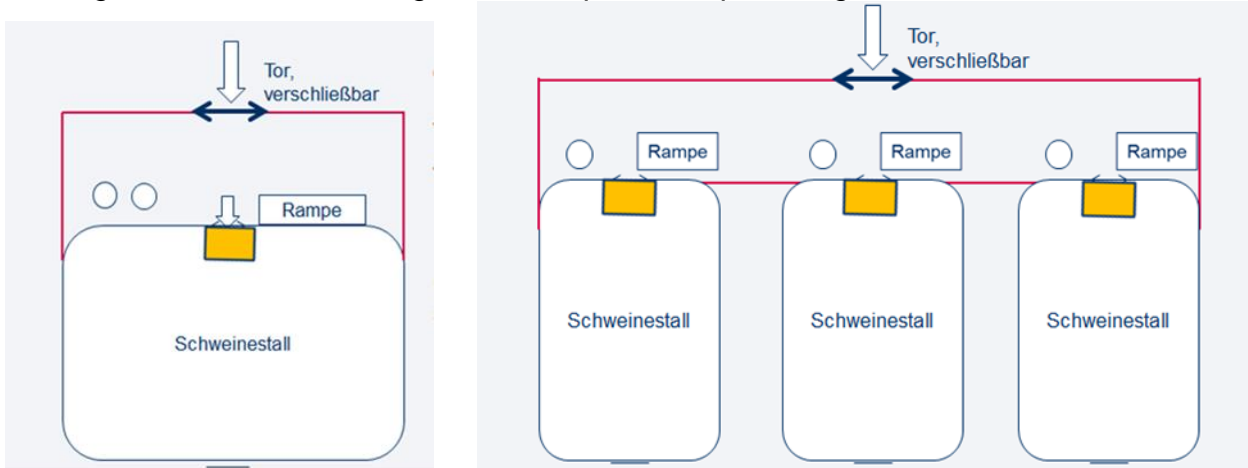 Tor,
verschließbar
Rampe
Schweinestall
Tor,
verschließbar
Rampe
Rampe
Rampe
Schweinestall
Schweinestall
Schweinestall